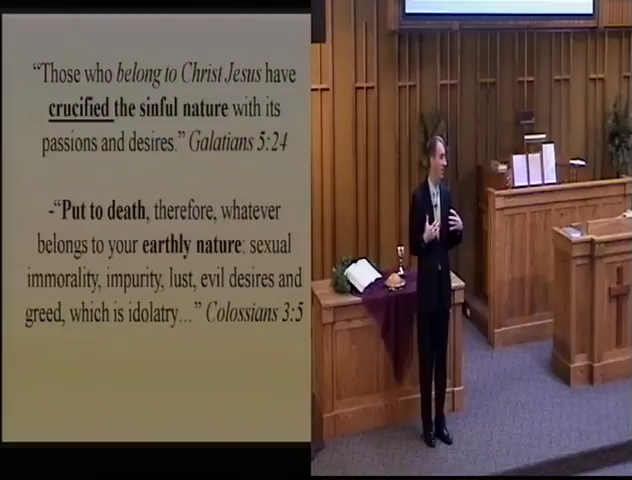 “Those who belong to Christ Jesus have
crucified the sinful nature with its
passions and desires.” Galatians 5:24
-“Put to death, therefore, whatever
belongs to your earthly nature: sexual
immorality, impurity, lust, evil desires and
greed, which is idolatry…” Colossians 3:5